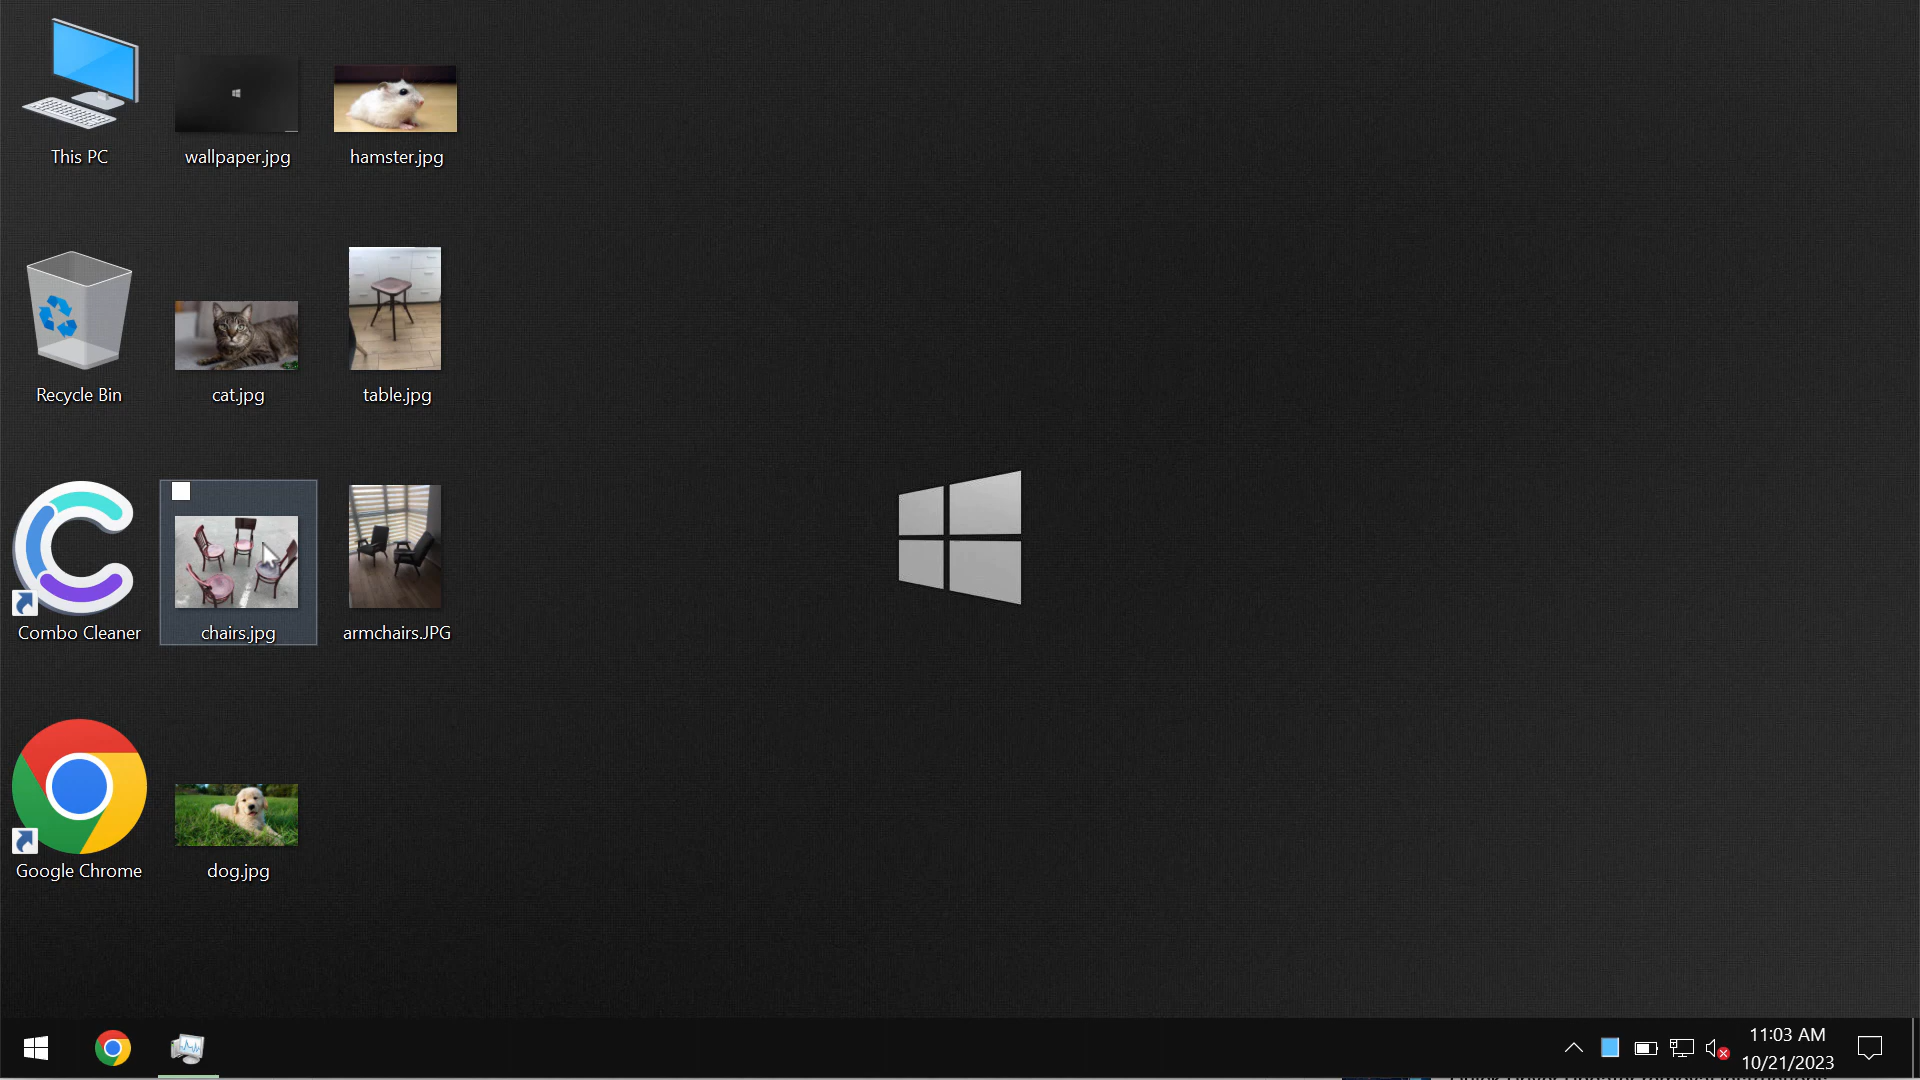 This PC
wallpaper.jpg
hamster.jpg
Recycle Bin
cat.jpg
table.jpg
Combo Cleaner
chairs.jpg
armchairs.JPG
Google Chrome
dog.jpg
11:03 AM
10/21/2023